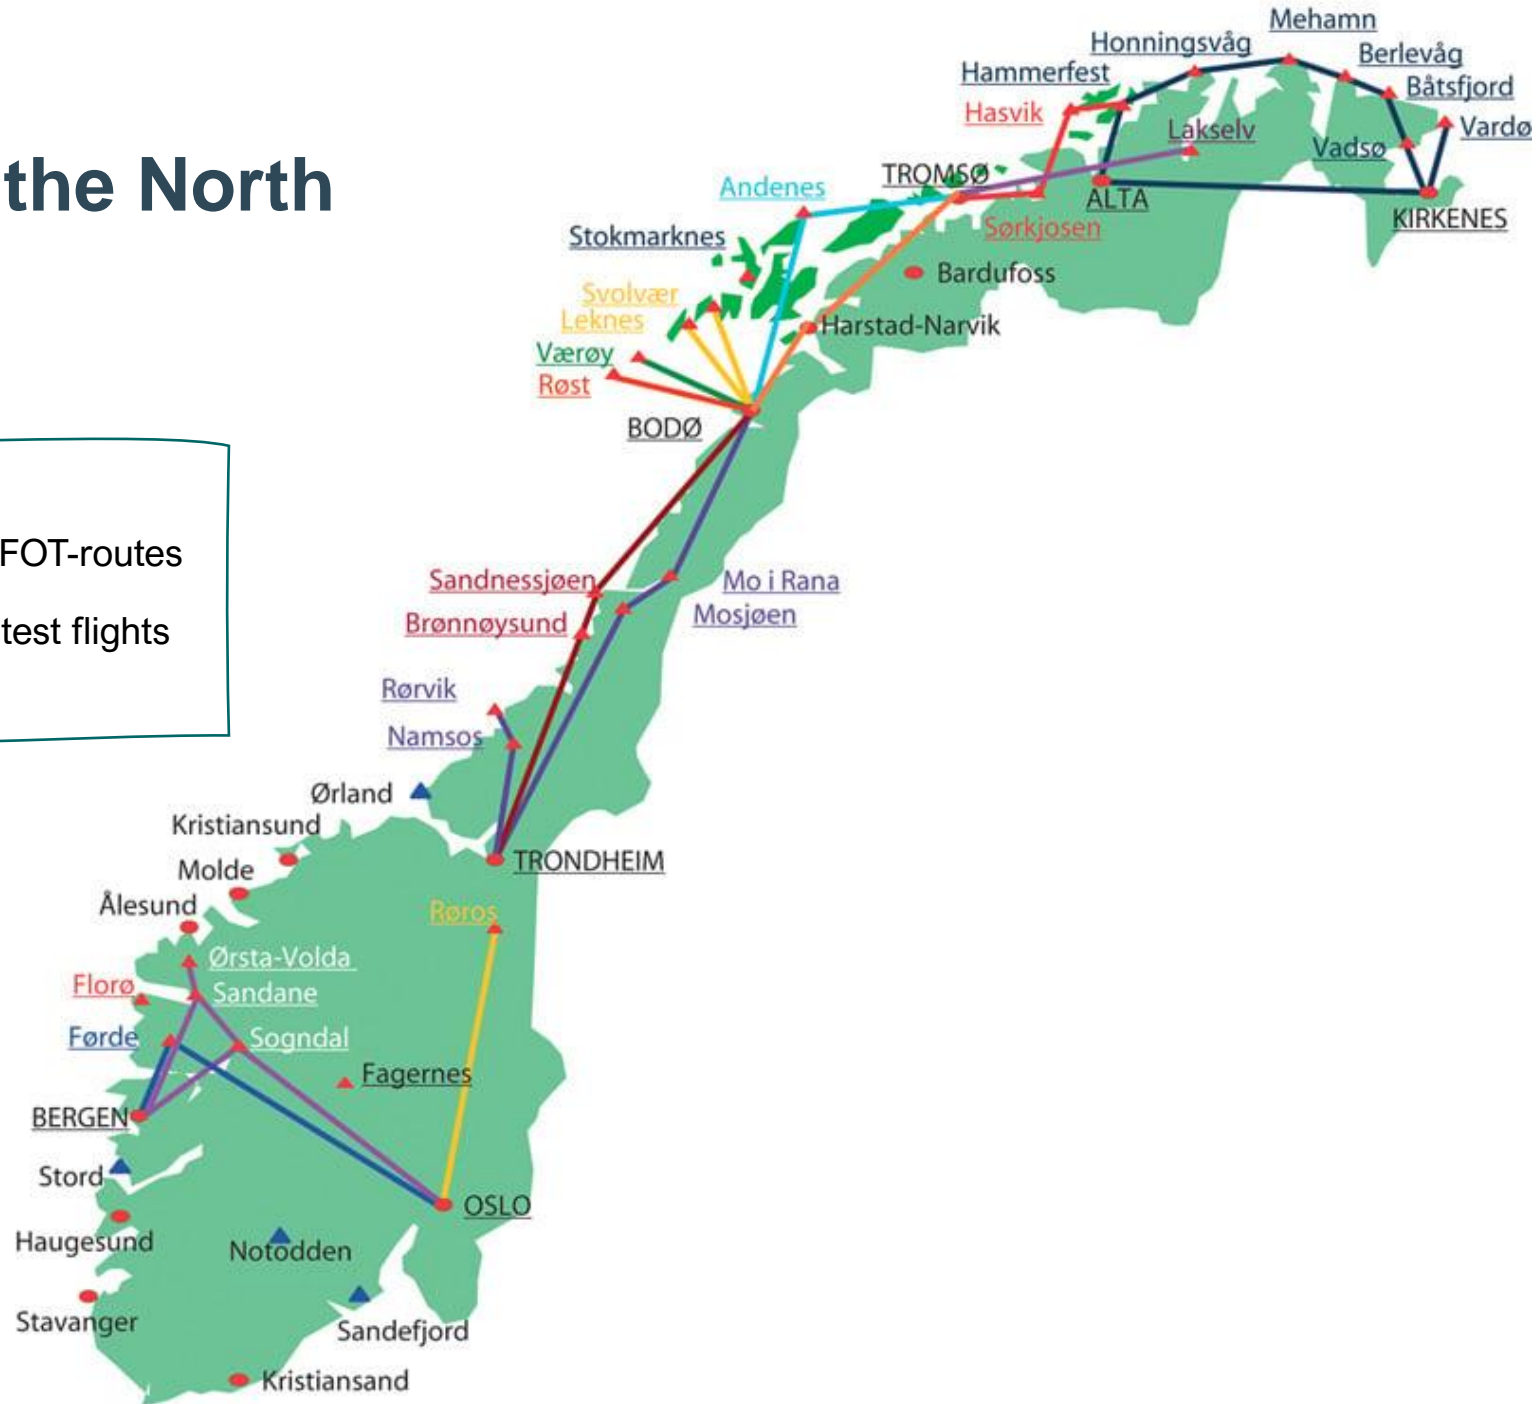 the North
FOT-routes
test flights
Mehamn
Honningsvåg
Berlevåg
Hammerfest
Båtsfjord
Hasvik
Lakselv
Vardø
Vadsø
TROMSØ
Andenes
ALTA
KIRKENES
Sørkjosen
Stokmarknes
Bardufoss
Svolvær
Leknes
Harstad-Narvik
Værøy
Røst
BODØ
Sandnessjøen
Mo i Rana
Mosjøen
Brønnøysund
Rørvik
Namsos
Ørland
Kristiansund
TRONDHEIM
Molde
Ålesund
Røros
Ørsta-Volda
Florø
Sandane
Førde
Sogndal
Fagernes
BERGEN
Stord
OSLO
Haugesund
Notodden
Stavanger
Sandefjord
Kristiansand